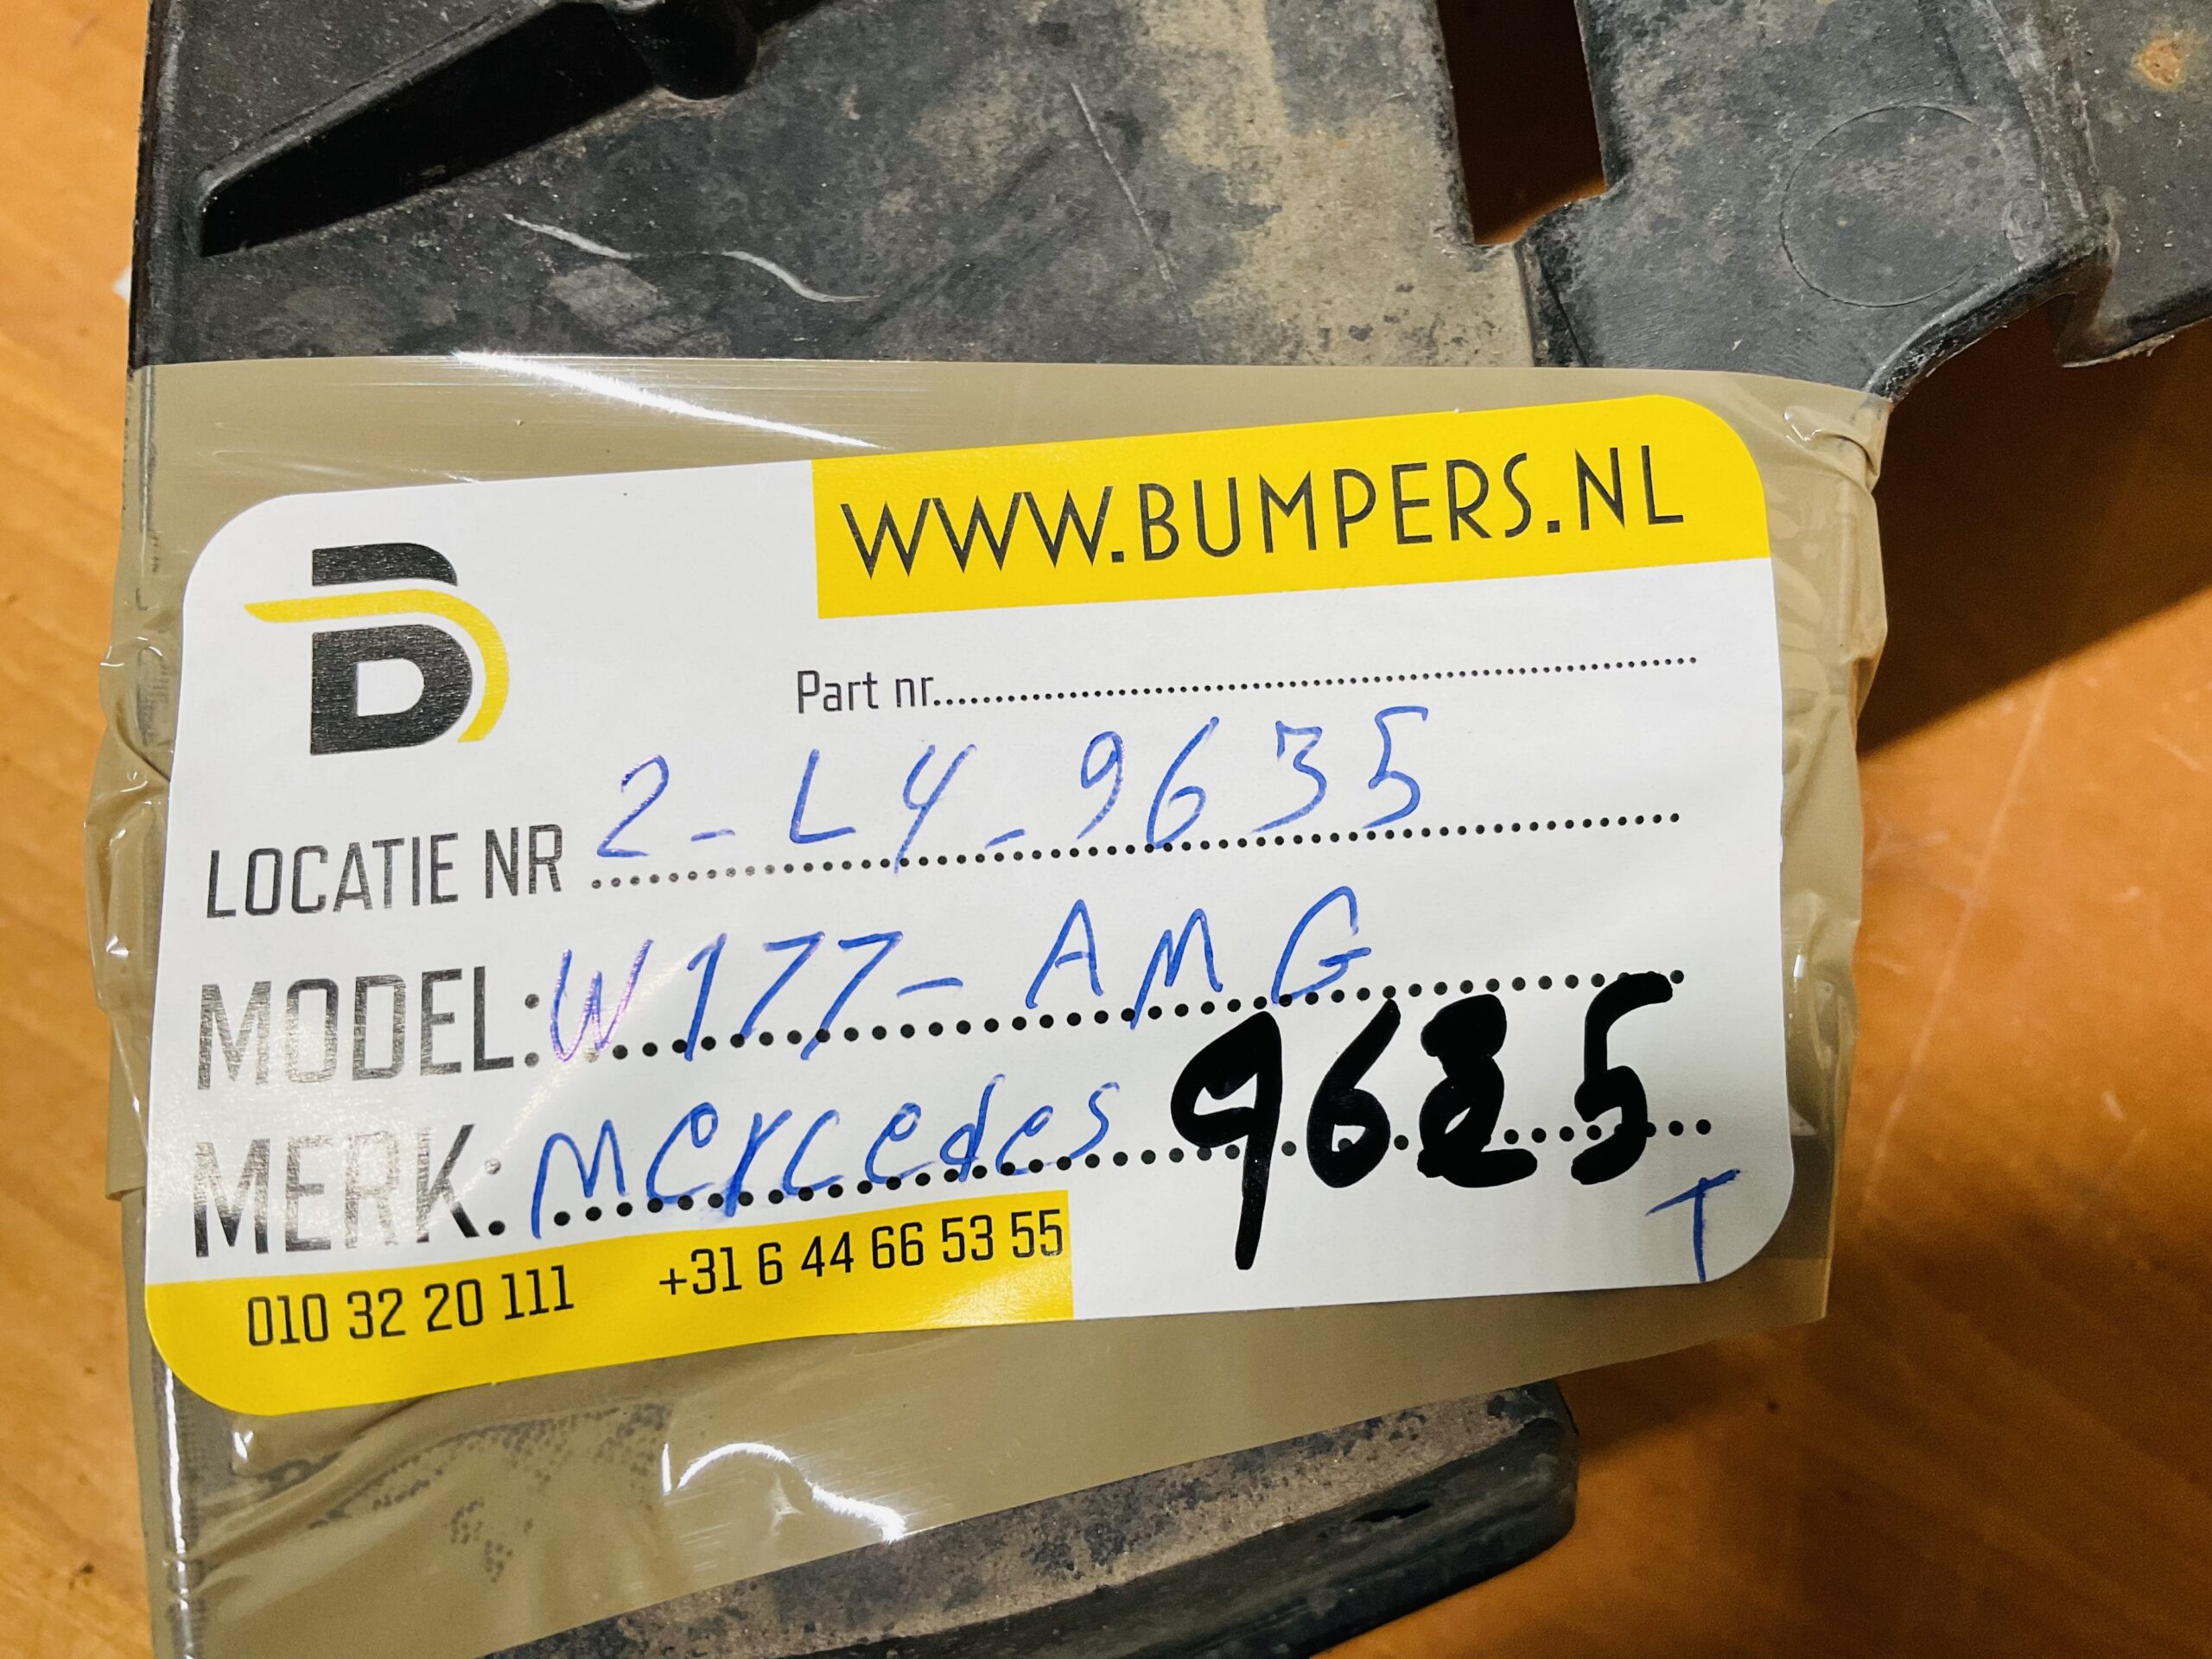 WWW.BUMPERS.NL
Part nr.
LOCATIE NR 2-L4-9635
MODEL: W177-AMG
MERK: Mercedes 9625
T
010 32 20 111 +31 6 44 66 53 55